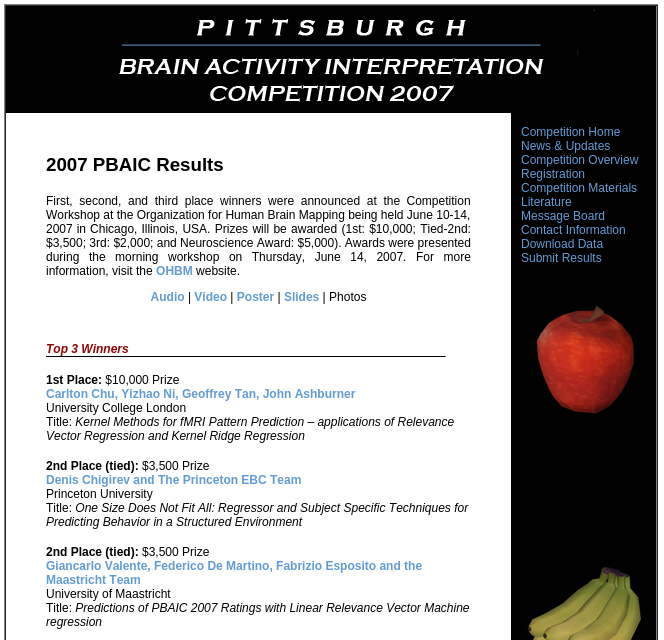 PITTSBURGH
BRAIN ACTIVITY INTERPRETATION
COMPETITION 2007
2007 PBAIC Results
First, second, and third place winners were announced at the Competition
Workshop at the Organization for Human Brain Mapping being held June 10-14,
2007 in Chicago, Illinois, USA. Prizes will be awarded (1st: $10,000; Tied-2nd:
$3,500; 3rd: $2,000; and Neuroscience Award: $5,000). Awards were presented
during the morning workshop on Thursday, June 14, 2007. For more
information, visit the OHBM website.
Audio | Video | Poster | Slides | Photos
Top 3 Winners
1st Place: $10,000 Prize
Carlton Chu, Yizhao Ni, Geoffrey Tan, John Ashburner
University College London
Title: Kernel Methods for fMRI Pattern Prediction – applications of Relevance
Vector Regression and Kernel Ridge Regression
2nd Place (tied): $3,500 Prize
Denis Chigirev and The Princeton EBC Team
Princeton University
Title: One Size Does Not Fit All: Regressor and Subject Specific Techniques for
Predicting Behavior in a Structured Environment
2nd Place (tied): $3,500 Prize
Giancarlo Valente, Federico De Martino, Fabrizio Esposito and the
Maastricht Team
University of Maastricht
Title: Predictions of PBAIC 2007 Ratings with Linear Relevance Vector Machine
regression
Competition Home
News & Updates
Competition Overview
Registration
Competition Materials
Literature
Message Board
Contact Information
Download Data
Submit Results